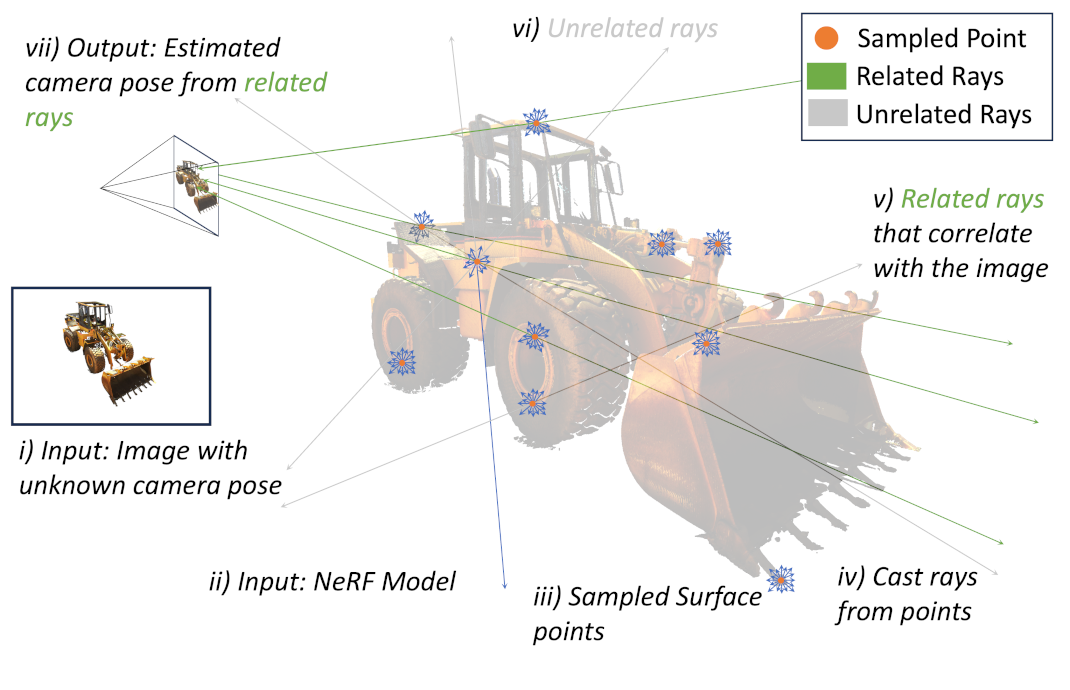 vii) Output: Estimated
camera pose from related
rays
vi) Unrelated rays
Sampled Point
Related Rays
Unrelated Rays
v) Related rays
that correlate
with the image
i) Input: Image with
unknown camera pose
ii) Input: NeRF Model
iii) Sampled Surface
points
iv) Cast rays
from points